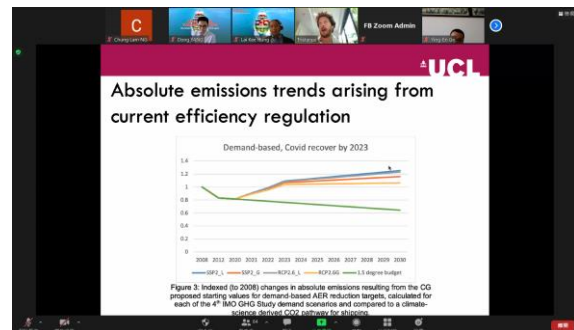 C
FB Zoom Admin
Chung Lam NG
UCL
Absolute emissions trends arising from
current efficiency regulation
Demand-based, Covid recover by 2023
1.4
1.2
1
0.8
0.6
0.4
0.2
0
2008 2012 2020 2021 2022 2023 2024 2025 2026 2027 2028 2029 2030
SSP2_L SSP2_G RCP2.6_L RCP2.6G 1.5 degree budget
Figure 3: Indexed (to 2008) changes in absolute emissions resulting from the CG
proposed starting values for demand-based AER reduction targets, calculated for
each of the 4th IMO GHG Study demand scenarios and compared to a climate-
science derived CO2 pathway for shipping.